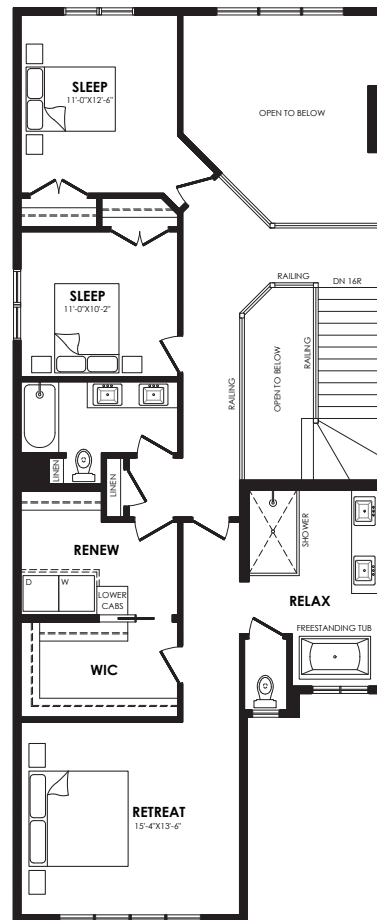 SLEEP
11'-0"X12'-6"
OPEN TO BELOW
SLEEP
11'-0"X10'-2"
RAILING
DN 16R
RAILING
OPEN TO BELOW
RAILING
LINEN
LINEN
RENEW
D
W
LOWER
CABS
SHOWER
RELAX
FREESTANDING TUB
WIC
RETREAT
15'-4"X13'-6"